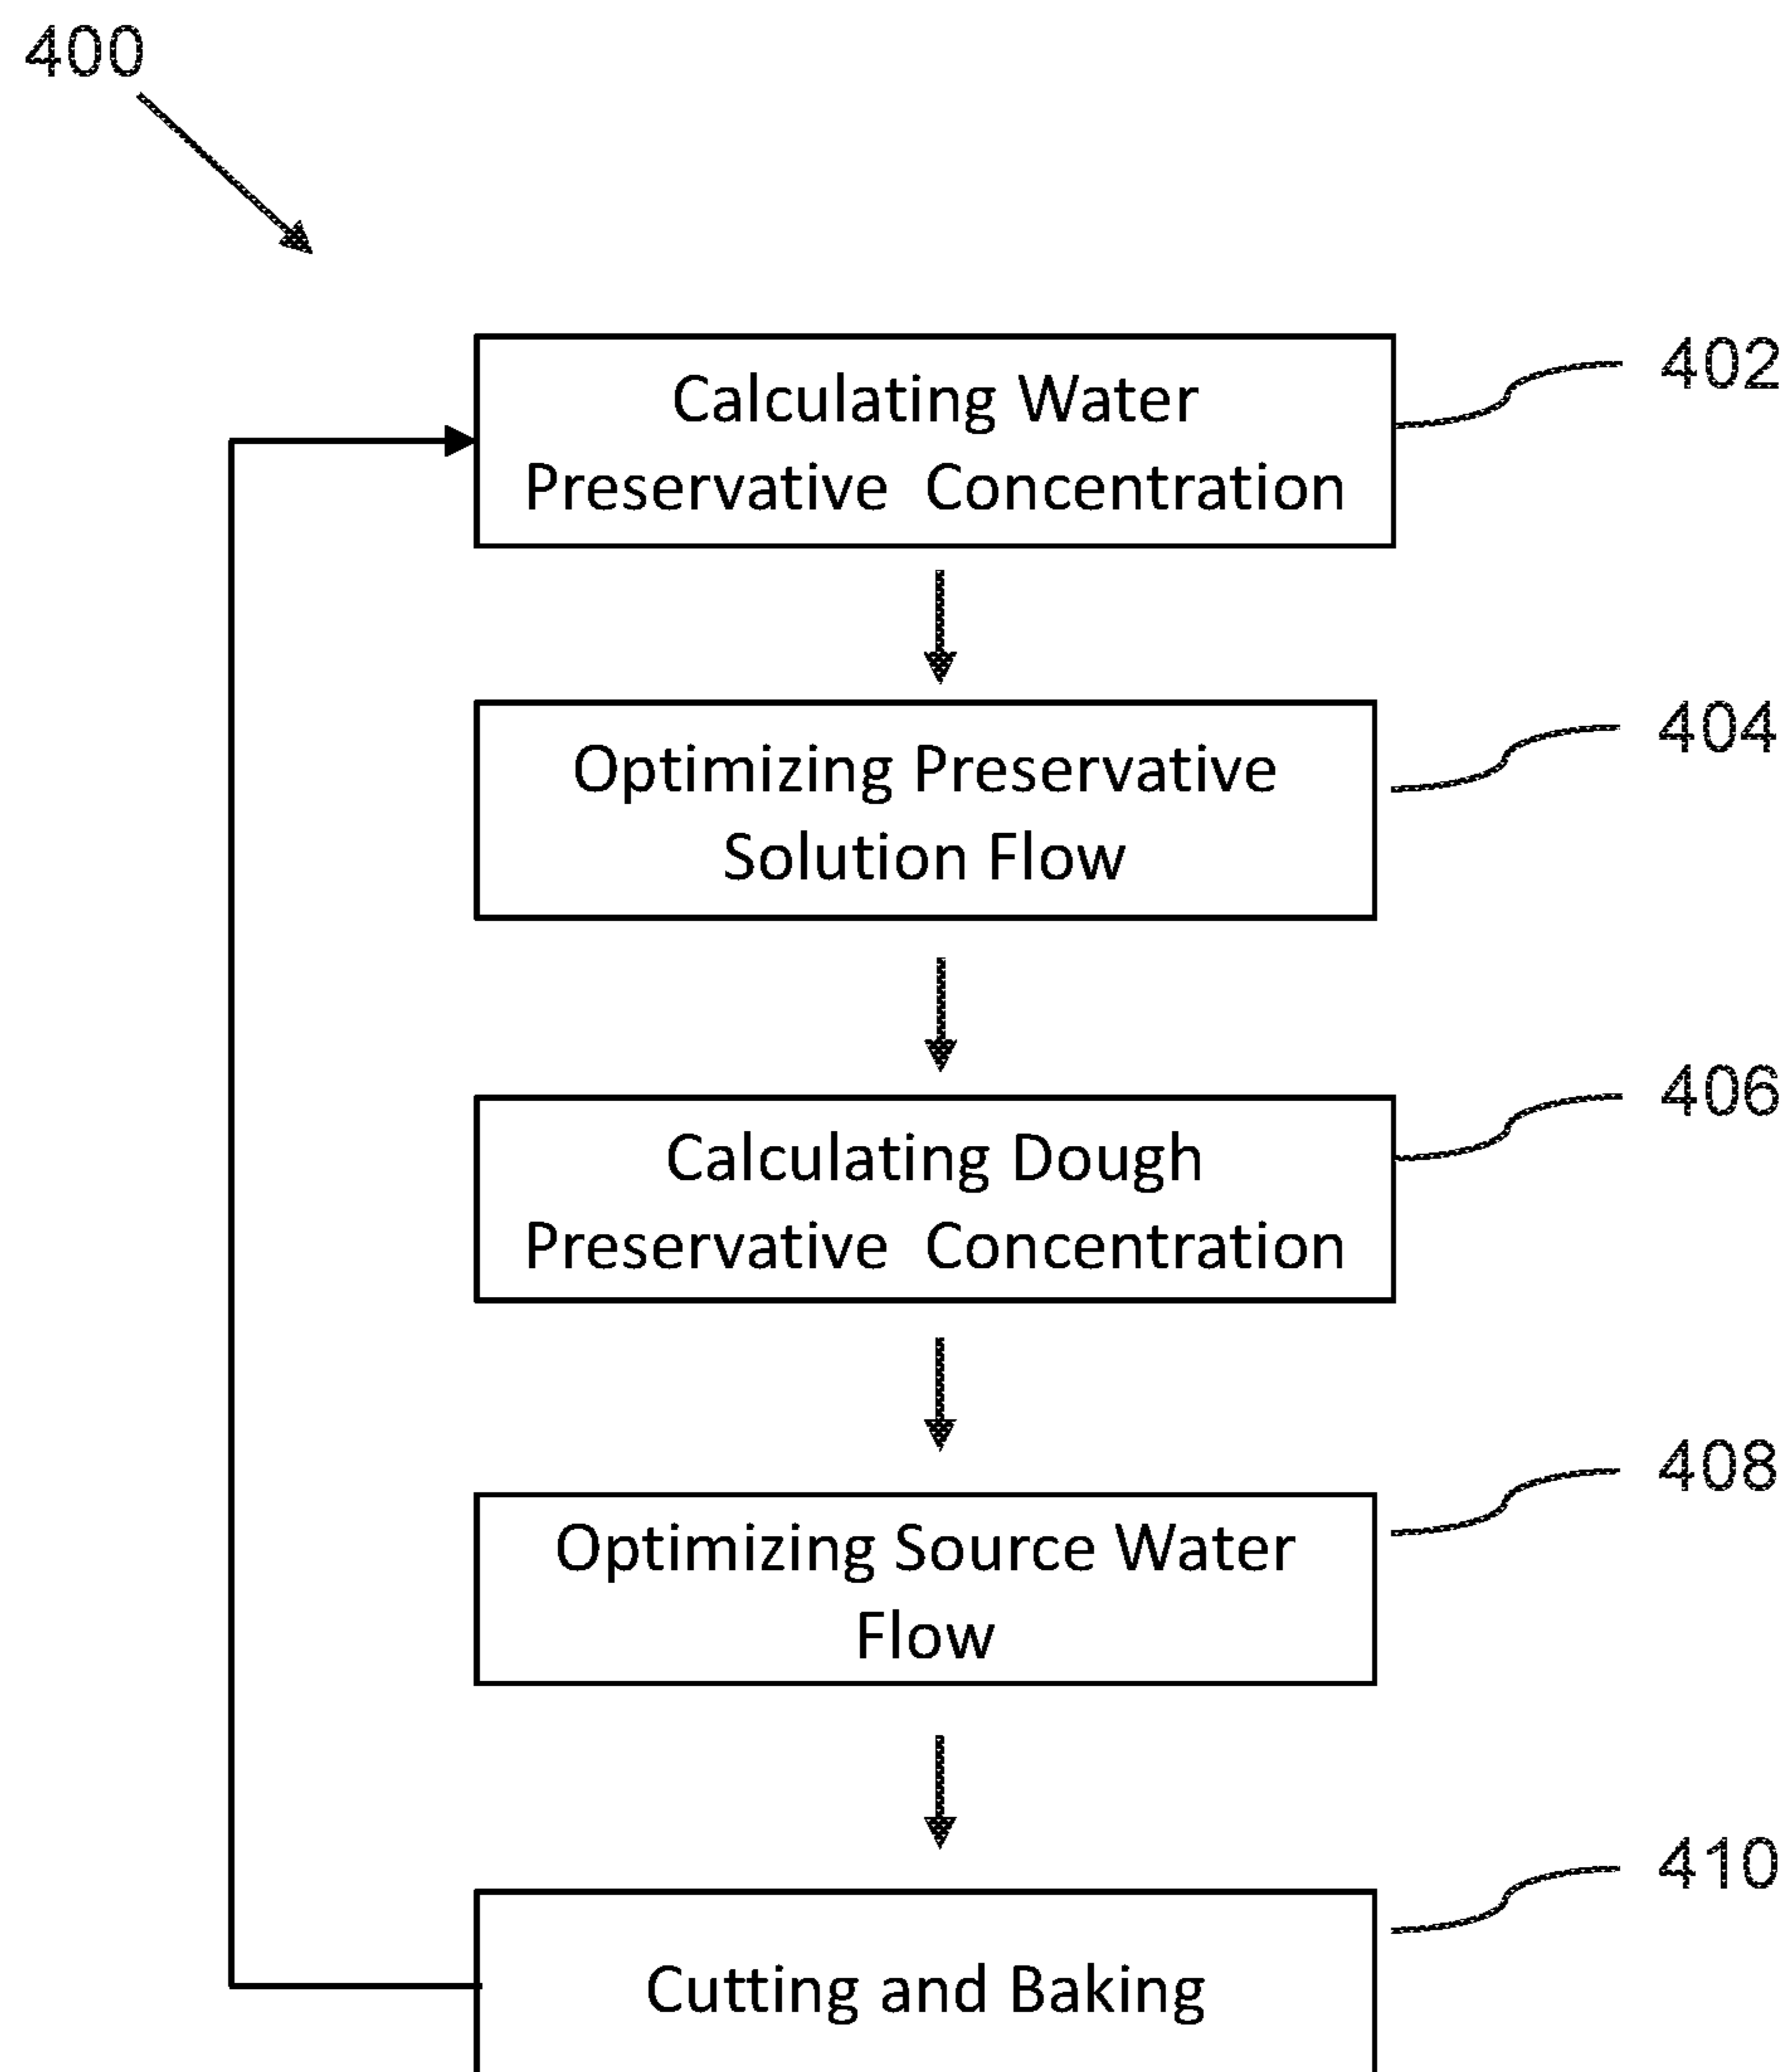 400
Calculating Water
Preservative Concentration
402
Optimizing Preservative
Solution Flow
404
Calculating Dough
Preservative Concentration
406
Optimizing Source Water
Flow
408
Cutting and Baking
410